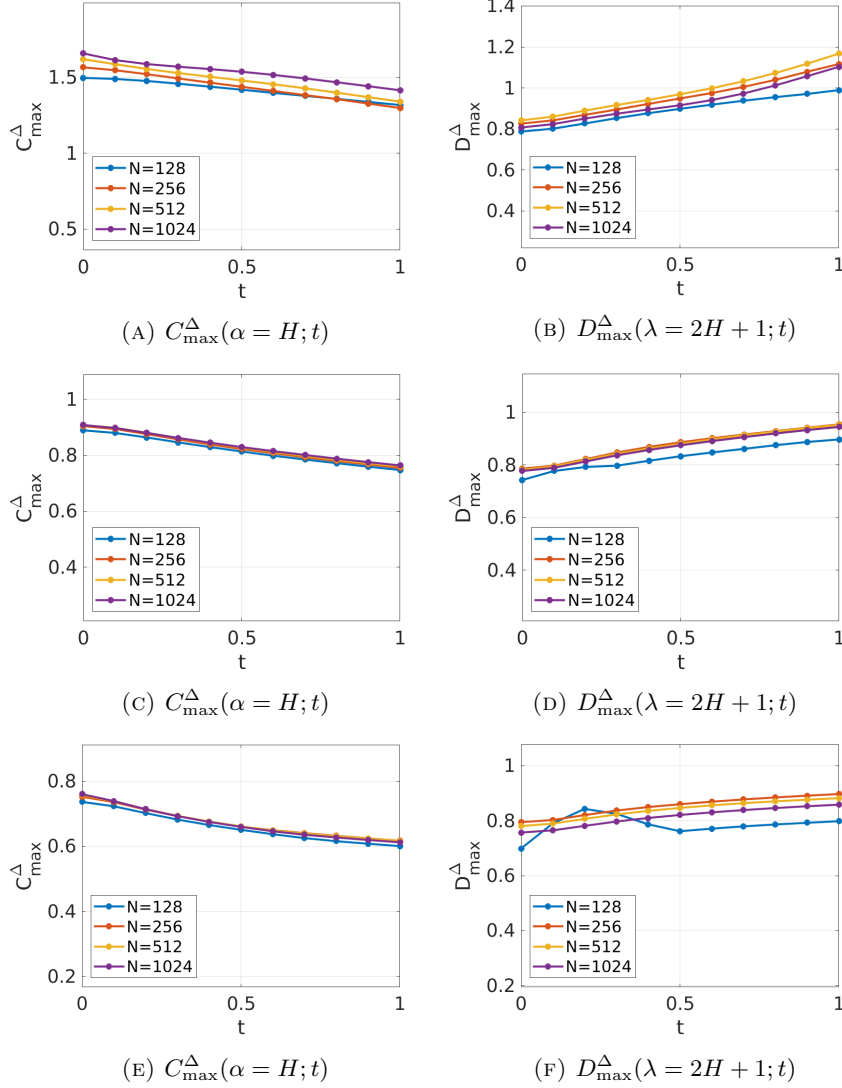 1.5
1
0.5
C^Δ_max
N=128
N=256
N=512
N=1024
0 0.5 1
t
(A) C^Δ_max(α = H; t)
1.4
1.2
1
0.8
0.6
0.4
D^Δ_max
N=128
N=256
N=512
N=1024
0 0.5 1
t
(B) D^Δ_max(λ = 2H + 1; t)
1
0.8
0.6
0.4
C^Δ_max
N=128
N=256
N=512
N=1024
0 0.5 1
t
(C) C^Δ_max(α = H; t)
1
0.8
0.6
0.4
D^Δ_max
N=128
N=256
N=512
N=1024
0 0.5 1
t
(D) D^Δ_max(λ = 2H + 1; t)
0.8
0.6
0.4
0.2
C^Δ_max
N=128
N=256
N=512
N=1024
0 0.5 1
t
(E) C^Δ_max(α = H; t)
1
0.8
0.6
0.4
0.2
D^Δ_max
N=128
N=256
N=512
N=1024
0 0.5 1
t
(F) D^Δ_max(λ = 2H + 1; t)